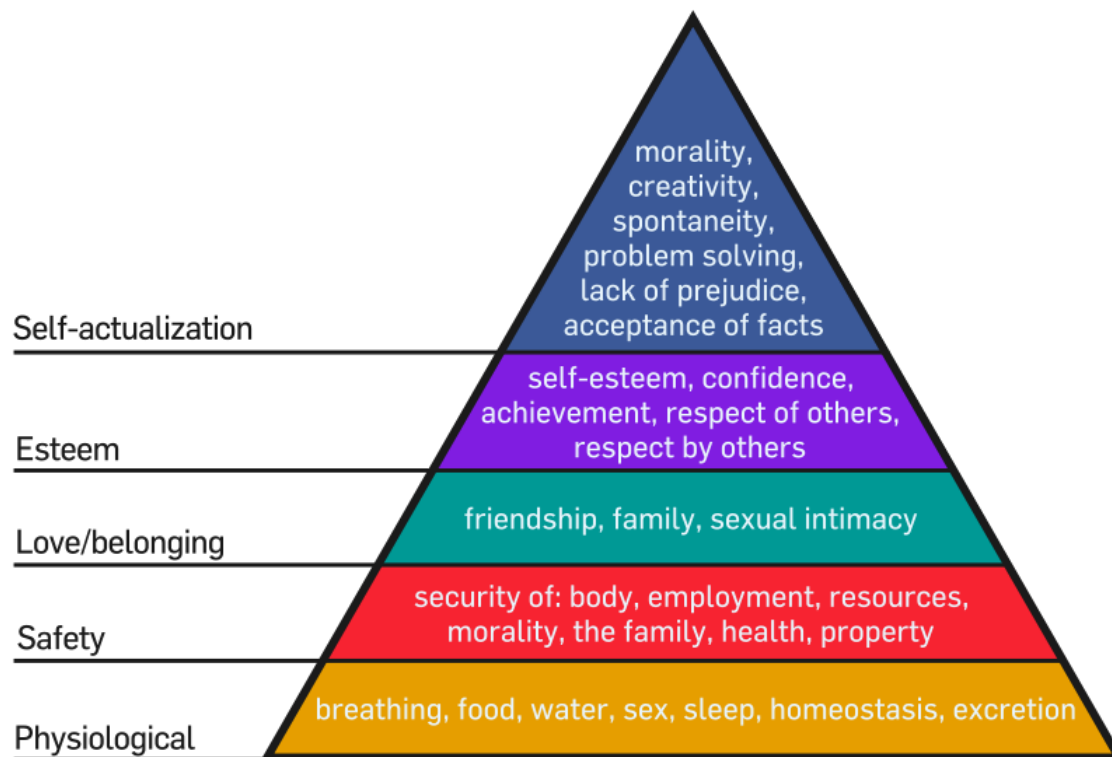 morality,
creativity,
spontaneity,
problem solving,
lack of prejudice,
acceptance of facts
Self-actualization
self-esteem, confidence,
achievement, respect of others,
respect by others
Esteem
friendship, family, sexual intimacy
Love/belonging
security of: body, employment, resources,
morality, the family, health, property
Safety
breathing, food, water, sex, sleep, homeostasis, excretion
Physiological